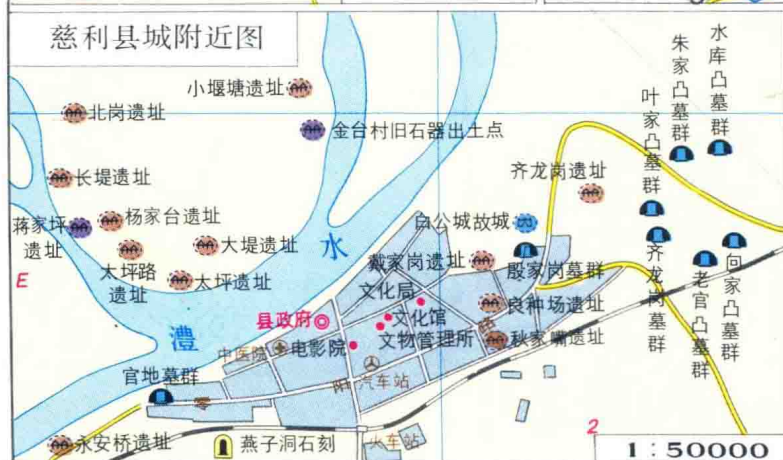 慈利县城附近图
朱家凸墓群
水库凸墓群
小堰塘遗址
北岗遗址
金台村旧石器出土点
叶家凸墓群
齐龙岗遗址
长堤遗址
杨家台遗址
蒋家坪
遗址
白公城故城
水
大堤遗址
太坪路
遗址
太坪遗址
戴家岗遗址
殷家岗墓群
齐龙岗墓群
老官凸墓群
向家凸墓群
E
文化局
良种场遗址
县政府
文化馆
澧
中医院
电影院
文物管理所
秋家嘴遗址
汽车站
阳
零
官地墓群
永安桥遗址
燕子洞石刻
火车站
2
1:50000